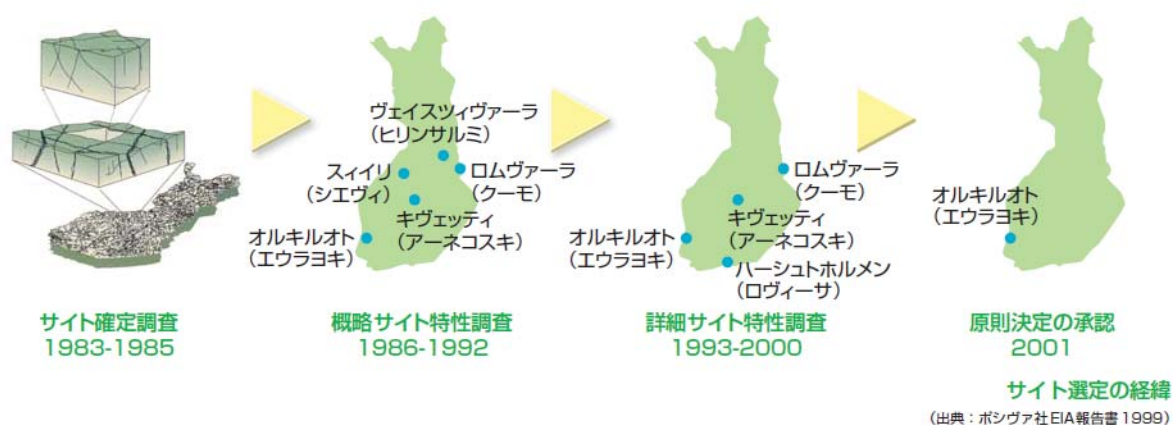 ヴェイスツィヴァーラ
(ヒリンサルミ)
スィイリ
(シエヴィ)
ロムヴァーラ
(クーモ)
キヴェッティ
(アーネコスキ)
オルキルオト
(エウラヨキ)
ロムヴァーラ
(クーモ)
キヴェッティ
(アーネコスキ)
オルキルオト
(エウラヨキ)
ハーシュトホルメン
(ロヴィーサ)
オルキルオト
(エウラヨキ)
サイト確定調査
1983-1985
概略サイト特性調査
1986-1992
詳細サイト特性調査
1993-2000
原則決定の承認
2001
サイト選定の経緯
(出典:ポシヴァ社EIA報告書1999)